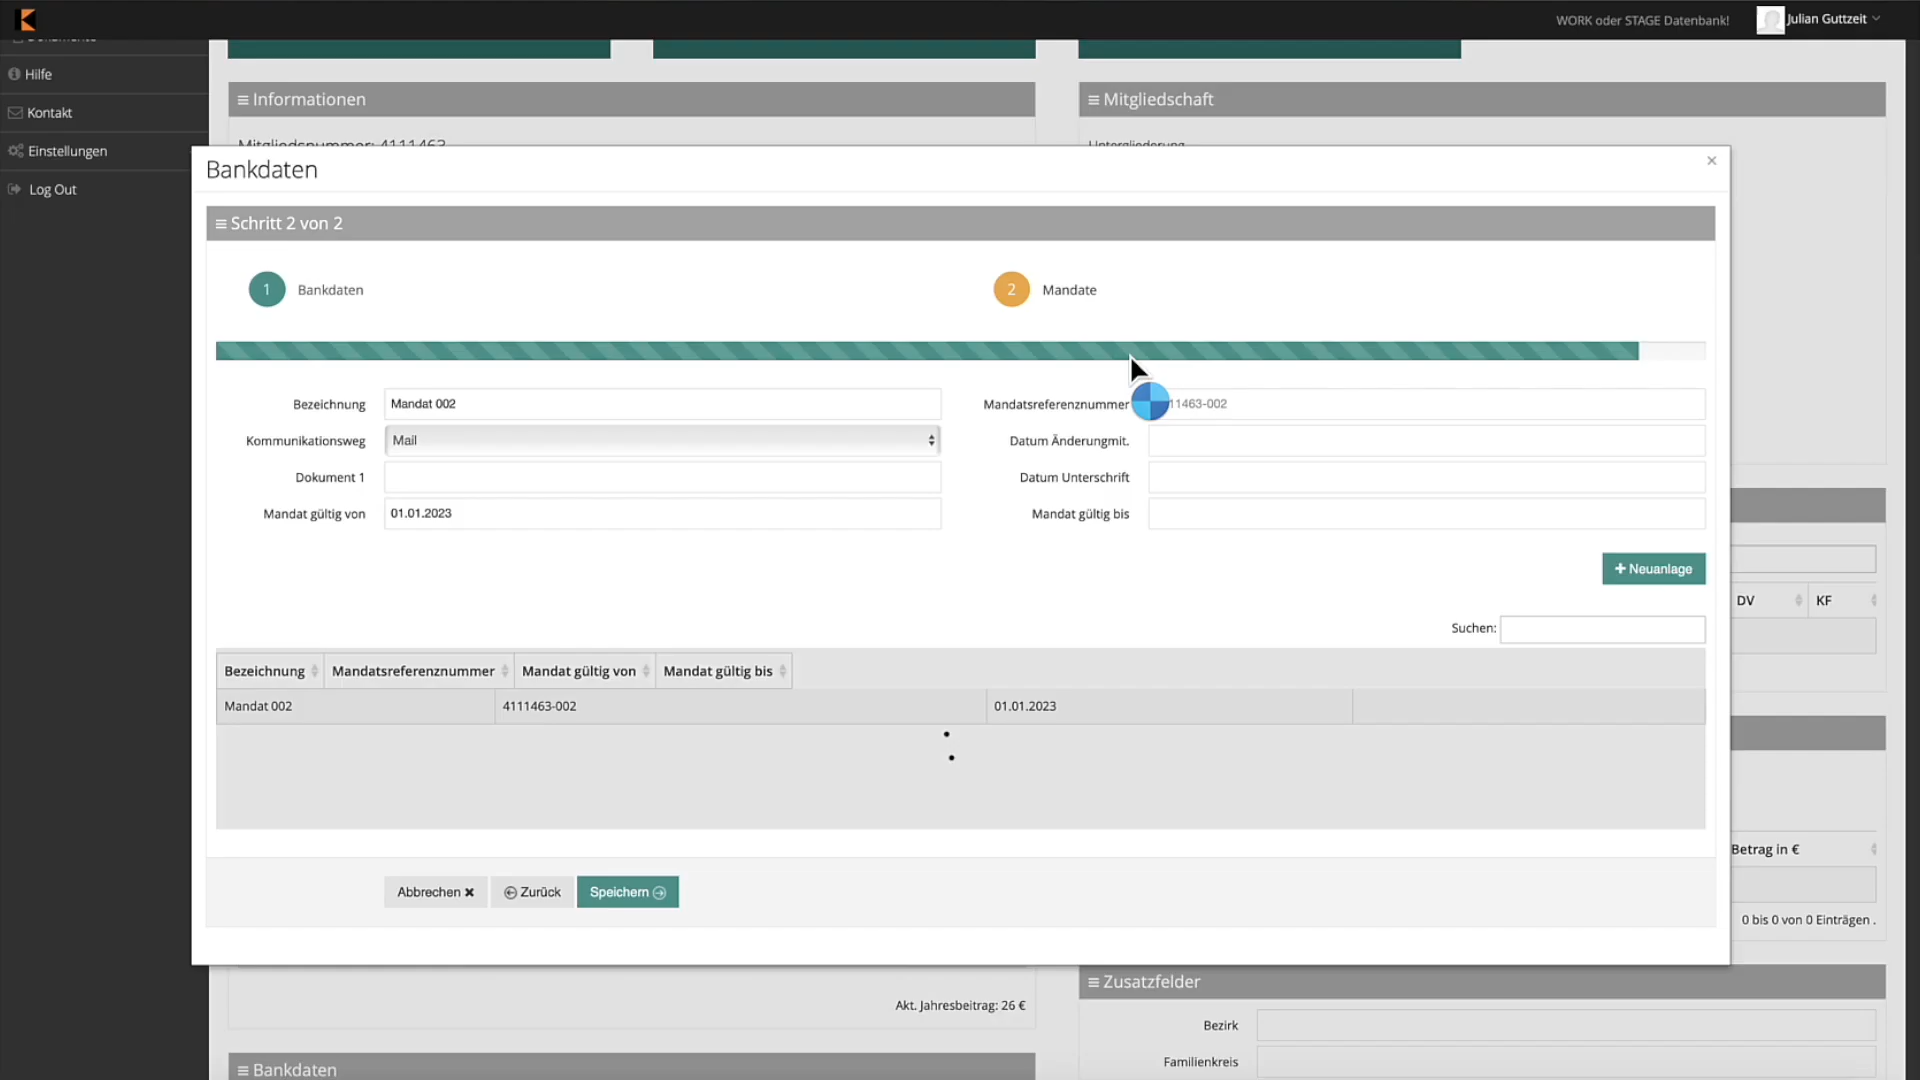 WORK oder STAGE Datenbank!
Julian Guttzeit
Hilfe
Kontakt
Einstellungen
Log Out
Informationen
Mitgliedschaft
Mitgliedsnummer: 4111463
Untergliederung
Bankdaten
×
Schritt 2 von 2
1 Bankdaten
2 Mandate
Bezeichnung Mandat 002
Mandatsreferenznummer 11463-002
Kommunikationsweg Mail
Datum Änderungmit.
Dokument 1
Datum Unterschrift
Mandat gültig von 01.01.2023
Mandat gültig bis
Neuanlage
DV KF
Suchen:
Bezeichnung Mandatsreferenznummer Mandat gültig von Mandat gültig bis
Mandat 002 4111463-002 01.01.2023
Betrag in €
Abbrechen Zurück Speichern
0 bis 0 von 0 Einträgen .
Zusatzfelder
Akt. Jahresbeitrag: 26 €
Bezirk
Familienkreis
Bankdaten